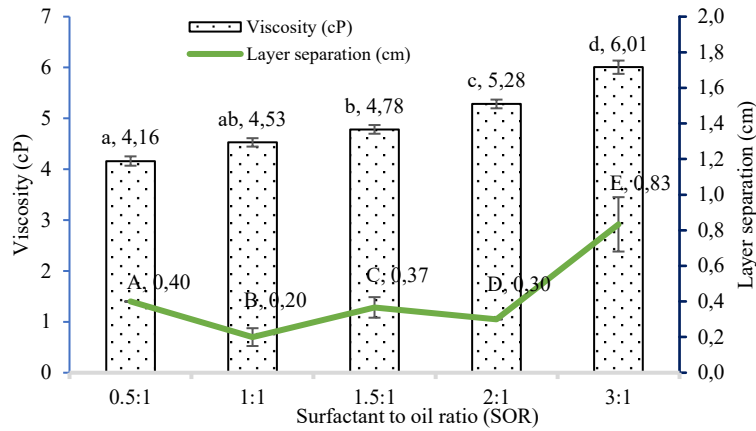 Viscosity (cP)
Layer separation (cm)
7
6
5
4
3
2
1
0
Viscosity (cP)
2,0
1,8
1,6
1,4
1,2
1,0
0,8
0,6
0,4
0,2
0,0
Layer separation (cm)
a, 4,16
ab, 4,53
b, 4,78
c, 5,28
d, 6,01
A, 0,40
B, 0,20
C, 0,37
D, 0,30
E, 0,83
0.5:1 1:1 1.5:1 2:1 3:1
Surfactant to oil ratio (SOR)